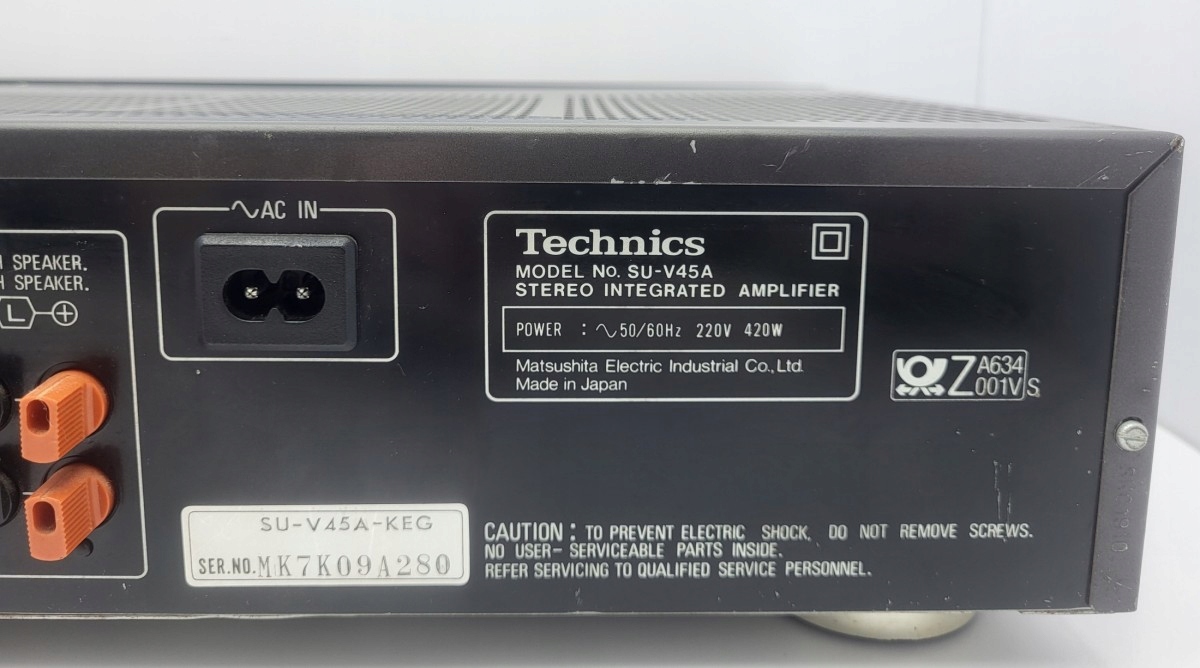 AC IN
SPEAKER.
SPEAKER.
L
Technics
MODEL No. SU-V45A
STEREO INTEGRATED AMPLIFIER
POWER : ∿50/60Hz 220V 420W
Matsushita Electric Industrial Co., Ltd.
Made in Japan
Z A634
001V S
SU-V45A-KEG
SER.NO. MK7K09A280
CAUTION : TO PREVENT ELECTRIC SHOCK, DO NOT REMOVE SCREWS.
NO USER-SERVICEABLE PARTS INSIDE.
REFER SERVICING TO QUALIFIED SERVICE PERSONNEL.